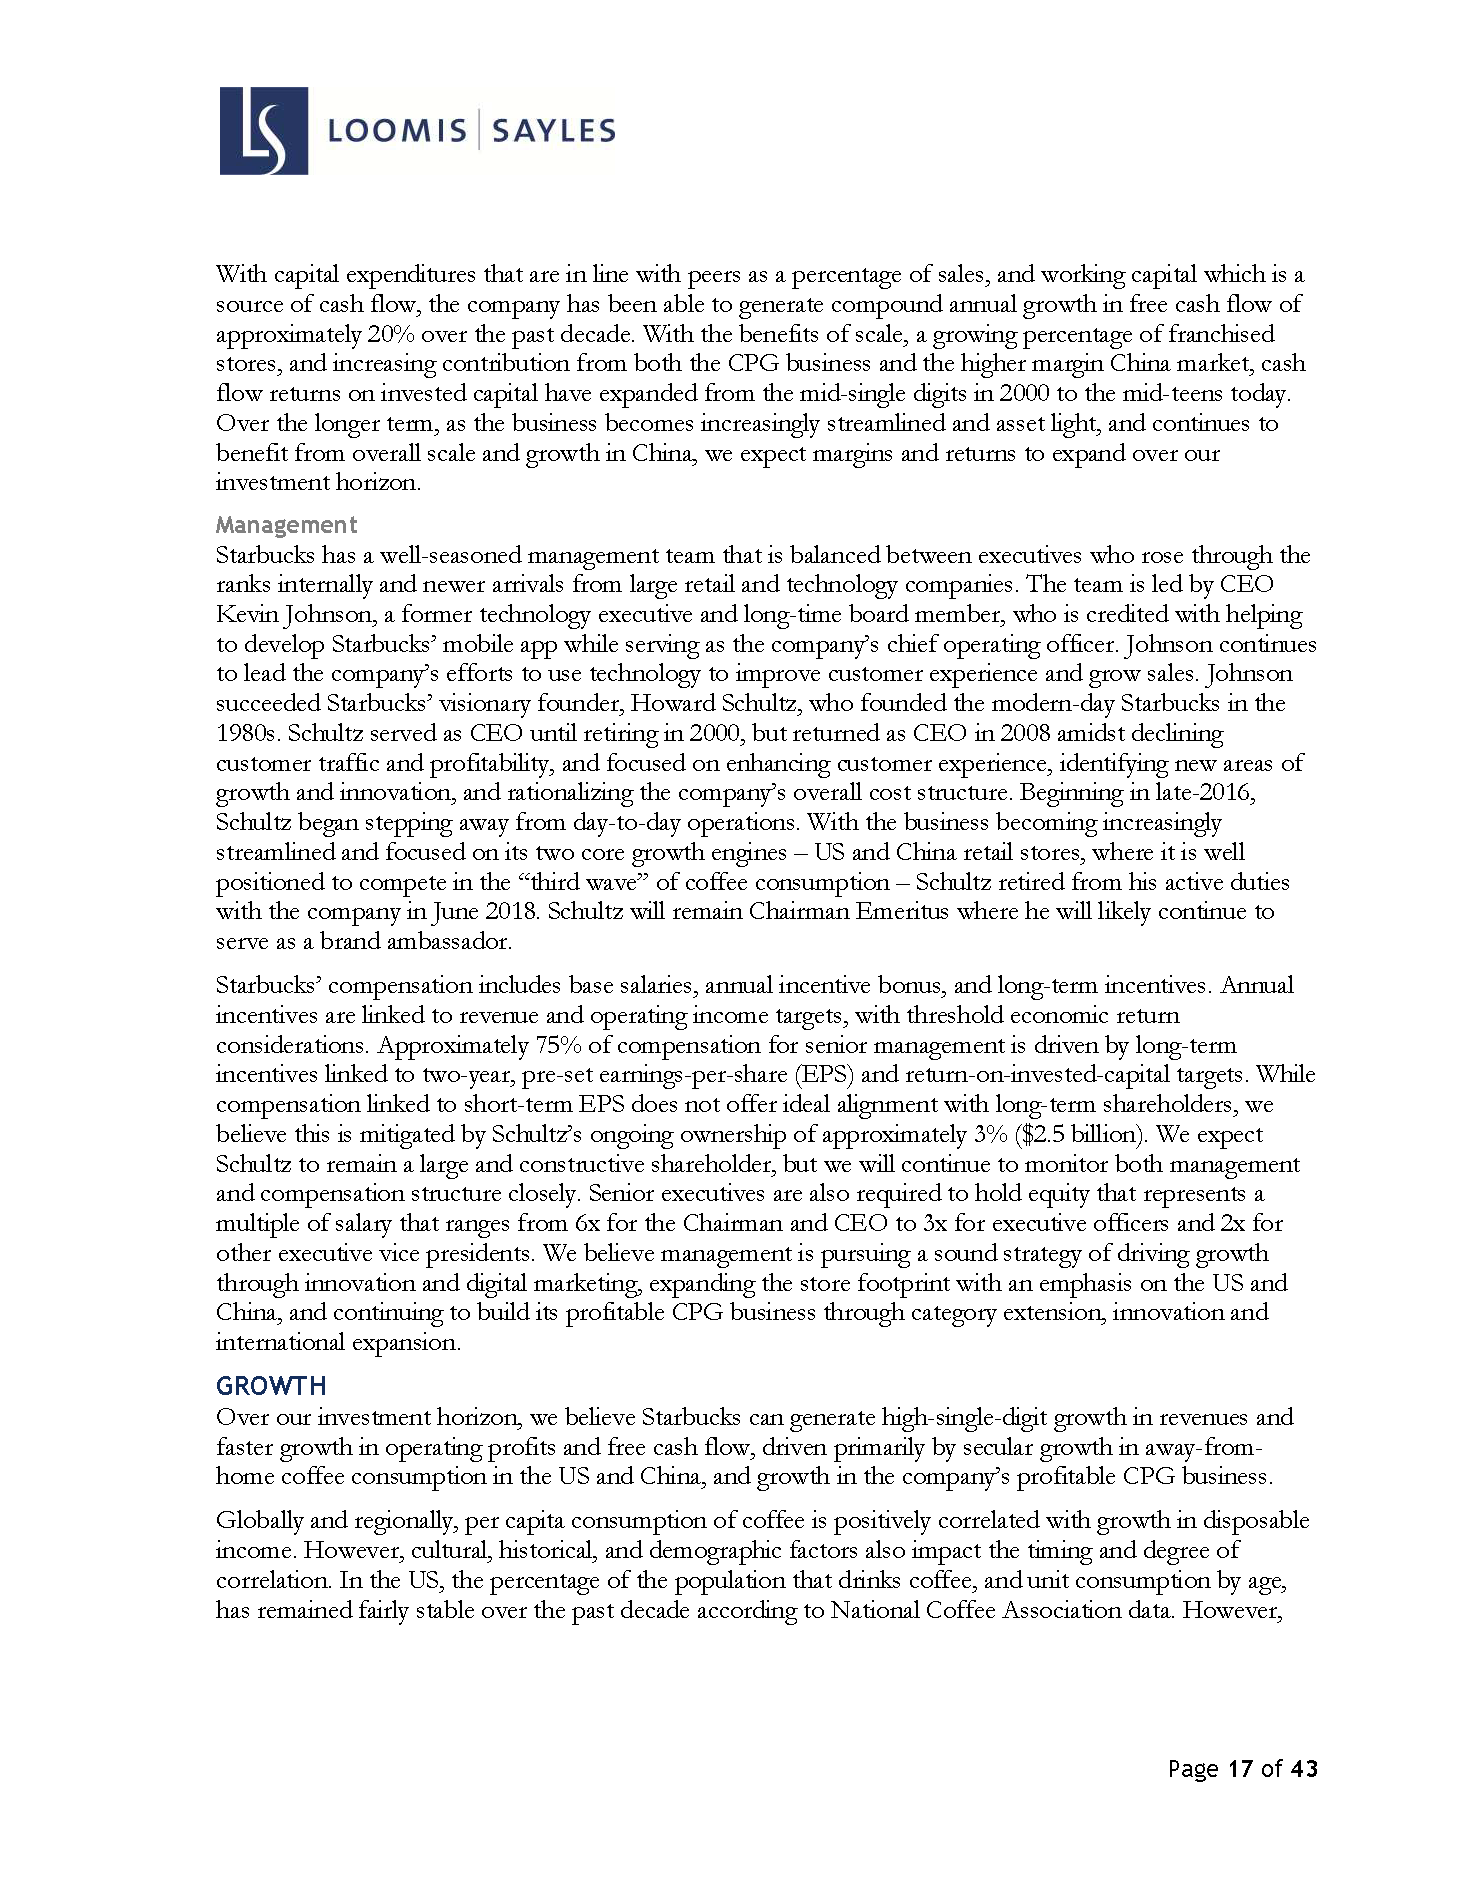 LS LOOMIS | SAYLES
With capital expenditures that are in line with peers as a percentage of sales, and working capital which is a
source of cash flow, the company has been able to generate compound annual growth in free cash flow of
approximately 20% over the past decade. With the benefits of scale, a growing percentage of franchised
stores, and increasing contribution from both the CPG business and the higher margin China market, cash
flow returns on invested capital have expanded from the mid-single digits in 2000 to the mid-teens today.
Over the longer term, as the business becomes increasingly streamlined and asset light, and continues to
benefit from overall scale and growth in China, we expect margins and returns to expand over our
investment horizon.
Management
Starbucks has a well-seasoned management team that is balanced between executives who rose through the
ranks internally and newer arrivals from large retail and technology companies. The team is led by CEO
Kevin Johnson, a former technology executive and long-time board member, who is credited with helping
to develop Starbucks’ mobile app while serving as the company’s chief operating officer. Johnson continues
to lead the company’s efforts to use technology to improve customer experience and grow sales. Johnson
succeeded Starbucks’ visionary founder, Howard Schultz, who founded the modern-day Starbucks in the
1980s. Schultz served as CEO until retiring in 2000, but returned as CEO in 2008 amidst declining
customer traffic and profitability, and focused on enhancing customer experience, identifying new areas of
growth and innovation, and rationalizing the company’s overall cost structure. Beginning in late-2016,
Schultz began stepping away from day-to-day operations. With the business becoming increasingly
streamlined and focused on its two core growth engines – US and China retail stores, where it is well
positioned to compete in the “third wave” of coffee consumption – Schultz retired from his active duties
with the company in June 2018. Schultz will remain Chairman Emeritus where he will likely continue to
serve as a brand ambassador.
Starbucks’ compensation includes base salaries, annual incentive bonus, and long-term incentives. Annual
incentives are linked to revenue and operating income targets, with threshold economic return
considerations. Approximately 75% of compensation for senior management is driven by long-term
incentives linked to two-year, pre-set earnings-per-share (EPS) and return-on-invested-capital targets. While
compensation linked to short-term EPS does not offer ideal alignment with long-term shareholders, we
believe this is mitigated by Schultz’s ongoing ownership of approximately 3% ($2.5 billion). We expect
Schultz to remain a large and constructive shareholder, but we will continue to monitor both management
and compensation structure closely. Senior executives are also required to hold equity that represents a
multiple of salary that ranges from 6x for the Chairman and CEO to 3x for executive officers and 2x for
other executive vice presidents. We believe management is pursuing a sound strategy of driving growth
through innovation and digital marketing, expanding the store footprint with an emphasis on the US and
China, and continuing to build its profitable CPG business through category extension, innovation and
international expansion.
GROWTH
Over our investment horizon, we believe Starbucks can generate high-single-digit growth in revenues and
faster growth in operating profits and free cash flow, driven primarily by secular growth in away-from-
home coffee consumption in the US and China, and growth in the company’s profitable CPG business.
Globally and regionally, per capita consumption of coffee is positively correlated with growth in disposable
income. However, cultural, historical, and demographic factors also impact the timing and degree of
correlation. In the US, the percentage of the population that drinks coffee, and unit consumption by age,
has remained fairly stable over the past decade according to National Coffee Association data. However,
Page 17 of 43